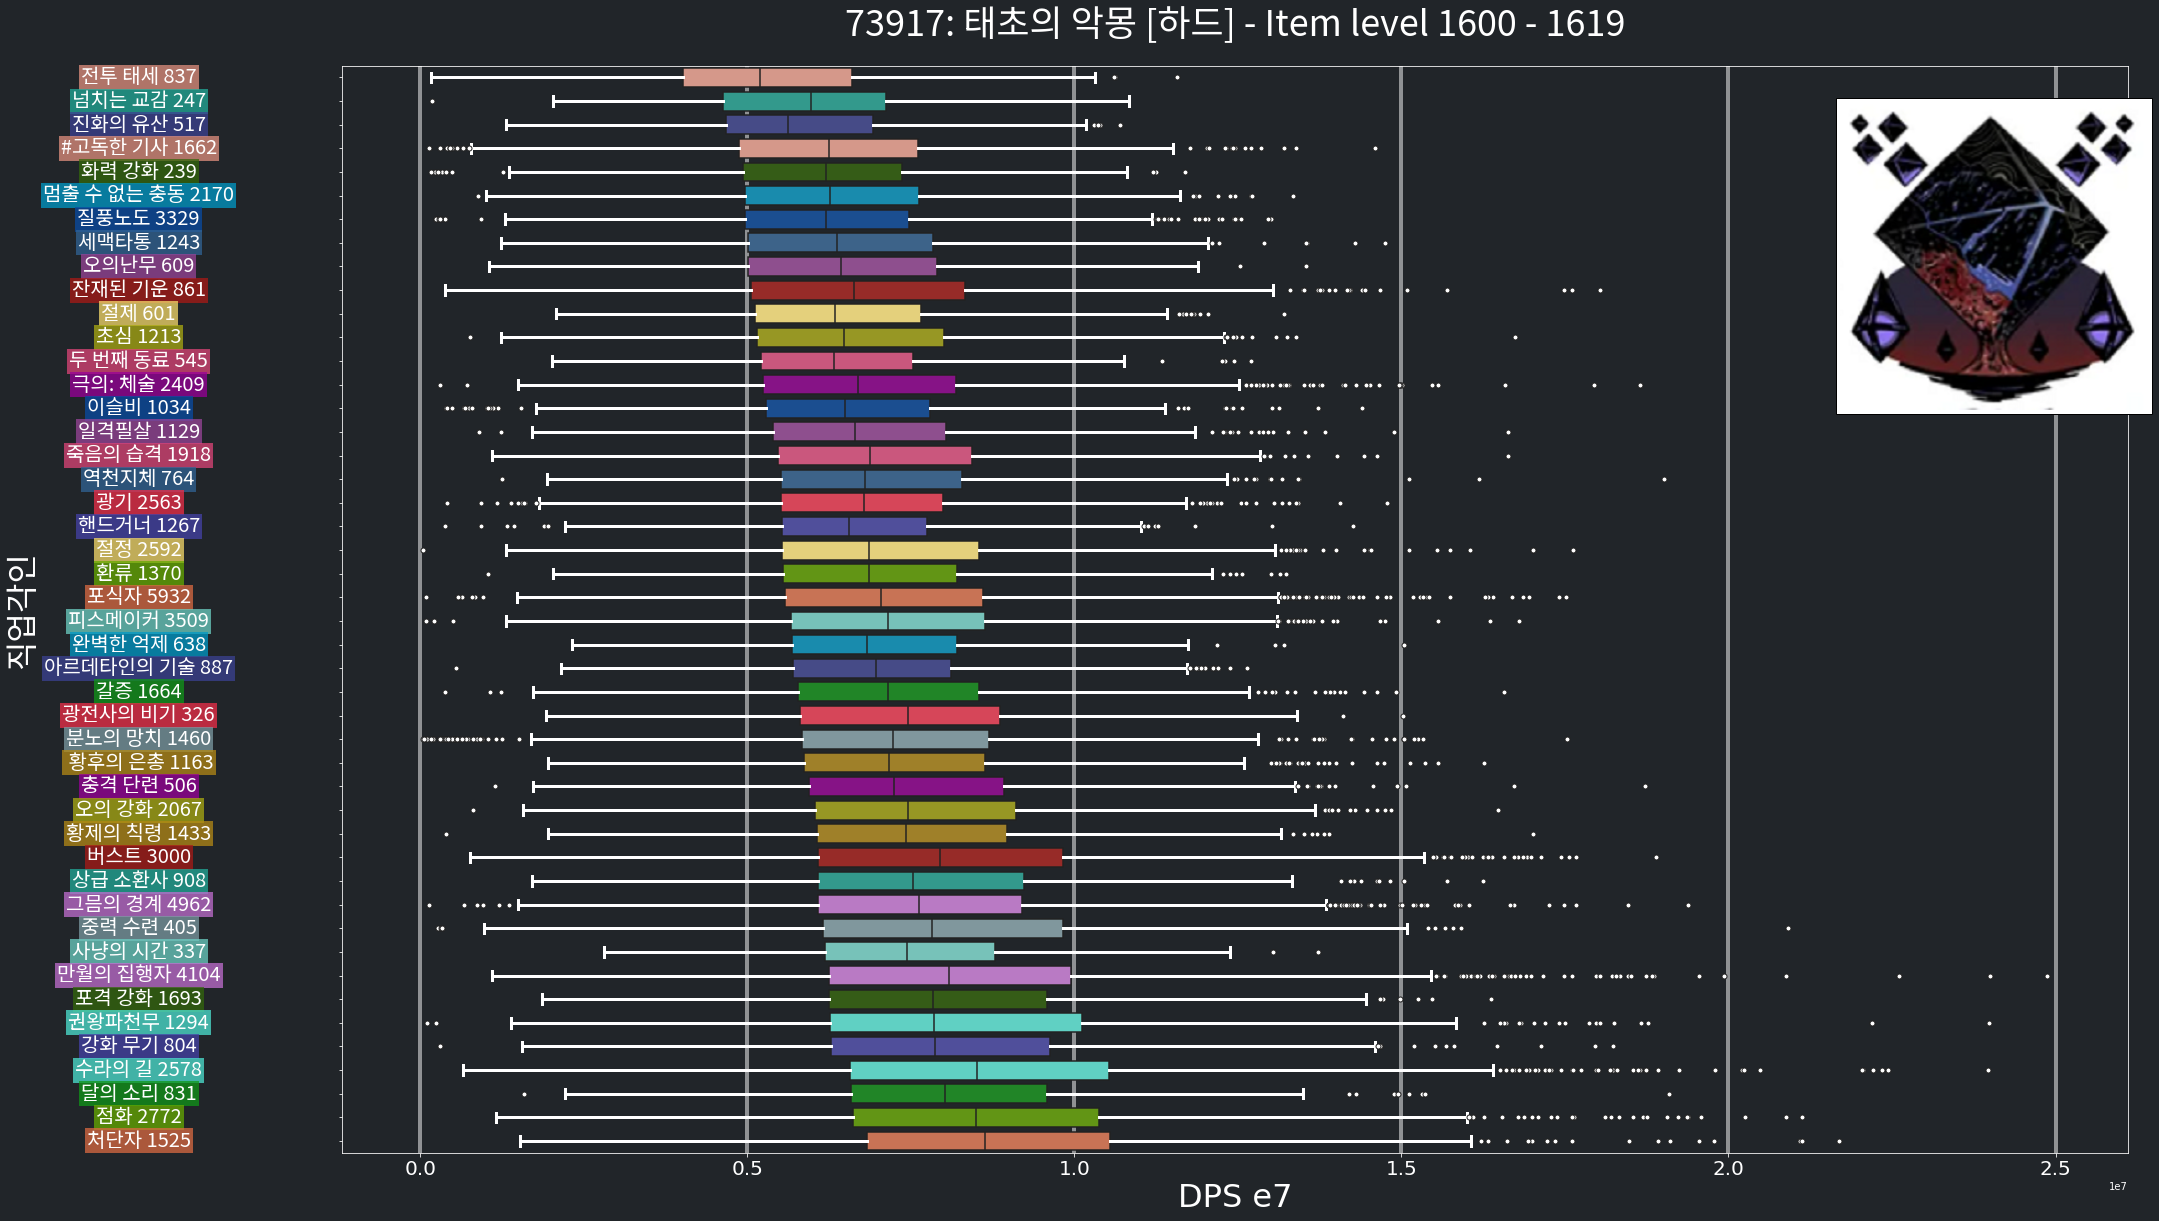 73917: 태초의 악몽 [하드] - Item level 1600 - 1619
전투 태세 837
넘치는 교감 247
진화의 유산 517
#고독한 기사 1662
화력 강화 239
멈출 수 없는 충동 2170
질풍노도 3329
세맥타통 1243
오의난무 609
잔재된 기운 861
절제 601
초심 1213
두 번째 동료 545
극의: 체술 2409
이슬비 1034
일격필살 1129
죽음의 습격 1918
역천지체 764
광기 2563
핸드거너 1267
절정 2592
환류 1370
포식자 5932
피스메이커 3509
완벽한 억제 638
아르데타인의 기술 887
갈증 1664
광전사의 비기 326
분노의 망치 1460
황후의 은총 1163
충격 단련 506
오의 강화 2067
황제의 칙령 1433
버스트 3000
상급 소환사 908
그믐의 경계 4962
중력 수련 405
사냥의 시간 337
만월의 집행자 4104
포격 강화 1693
권왕파천무 1294
강화 무기 804
수라의 길 2578
달의 소리 831
점화 2772
처단자 1525
직업각인
0.0 0.5 1.0 1.5 2.0 2.5
DPS e7
1e7